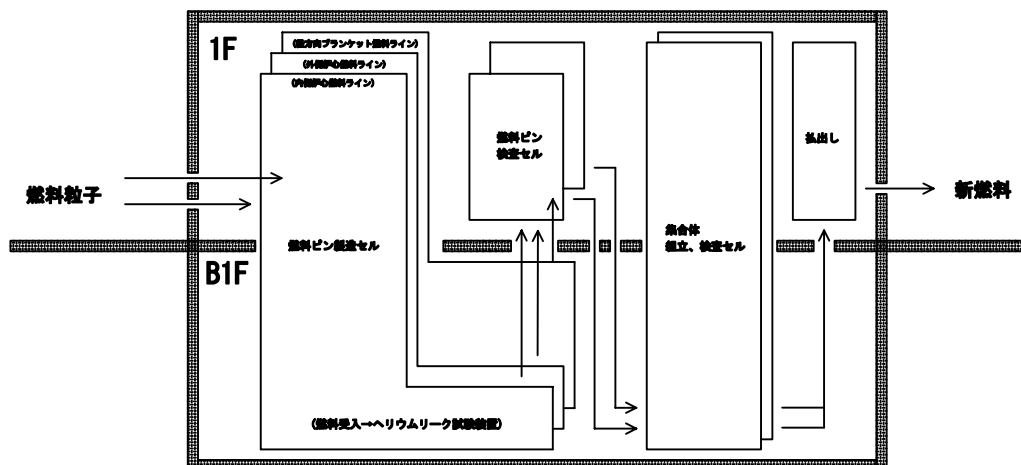 1F
(径方向ブランケット燃料ライン)
(外側炉心燃料ライン)
(内側炉心燃料ライン)
燃料ピン
検査セル
払出し
燃料粒子
新燃料
燃料ピン製造セル
集合体
組立、検査セル
B1F
(燃料受入→ヘリウムリーク試験装置)